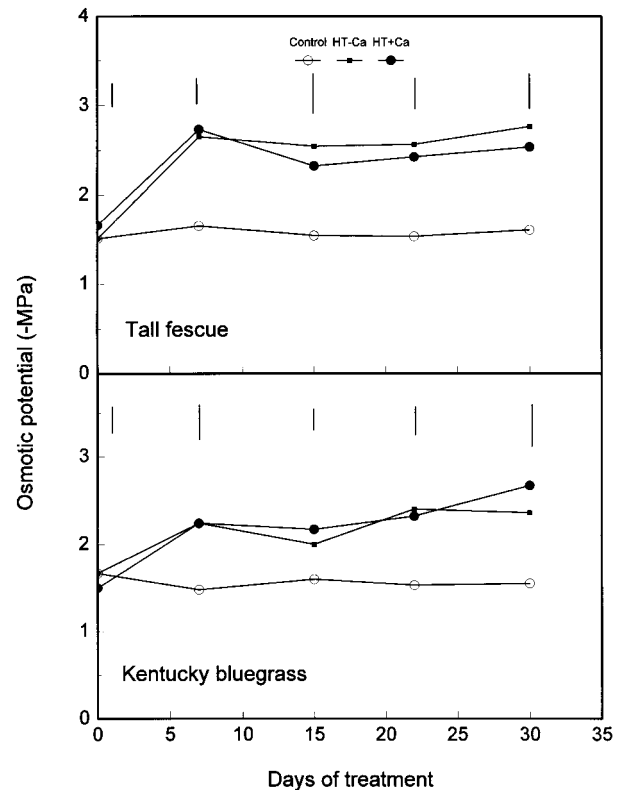 4
Control HT-Ca HT+Ca
3
2
1
Tall fescue
0
Osmotic potential (-MPa)
3
2
1
Kentucky bluegrass
0
0 5 10 15 20 25 30 35
Days of treatment